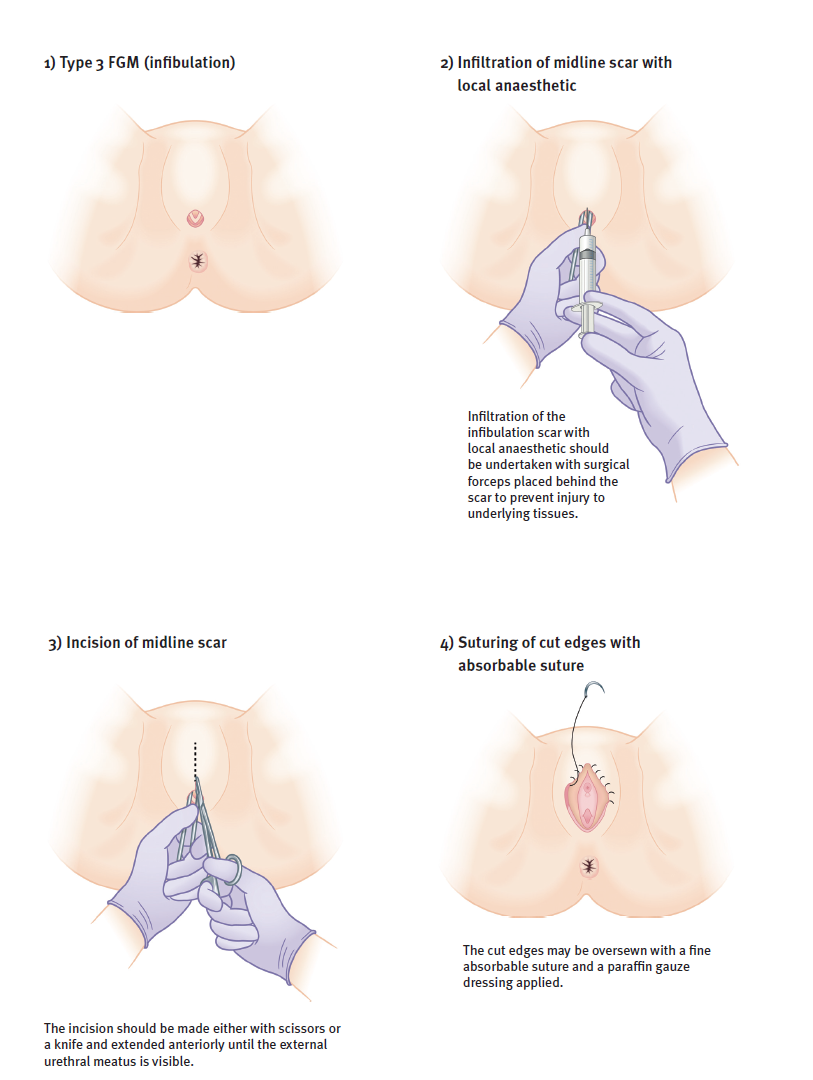 1) Type 3 FGM (infibulation)
2) Infiltration of midline scar with
local anaesthetic
Infiltration of the
infibulation scar with
local anaesthetic should
be undertaken with surgical
forceps placed behind the
scar to prevent injury to
underlying tissues.
3) Incision of midline scar
The incision should be made either with scissors or
a knife and extended anteriorly until the external
urethral meatus is visible.
4) Suturing of cut edges with
absorbable suture
The cut edges may be oversewn with a fine
absorbable suture and a paraffin gauze
dressing applied.